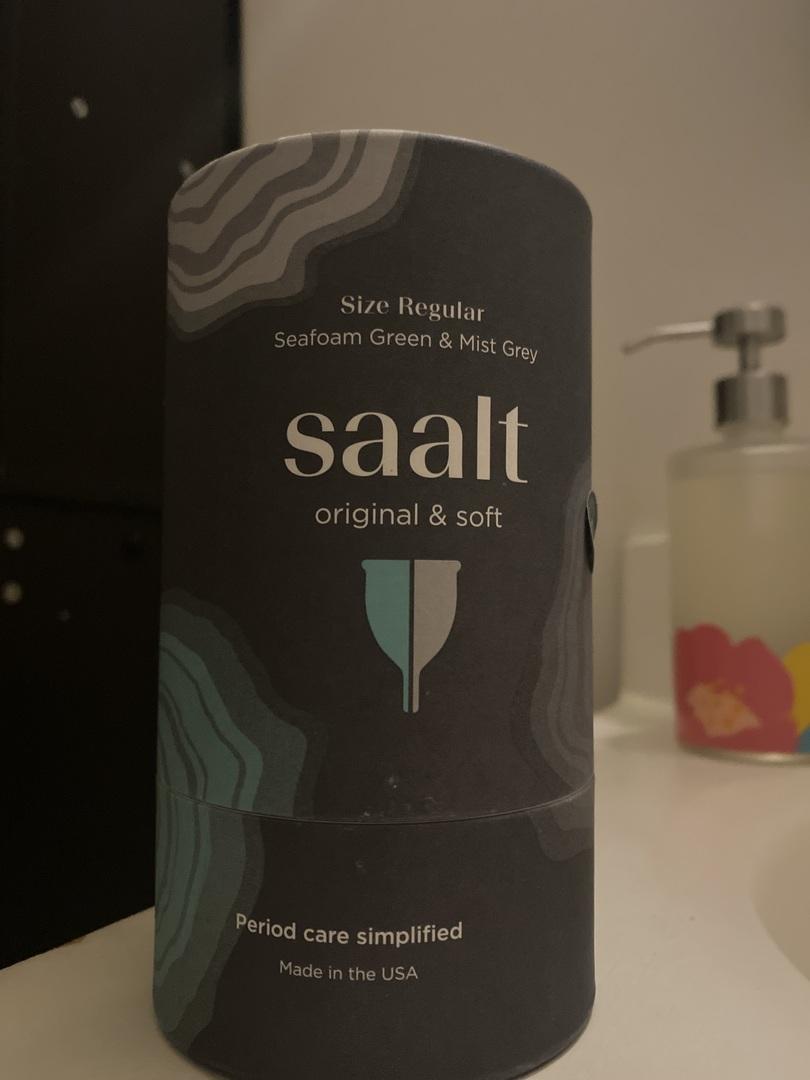 Size Regular
Seafoam Green & Mist Grey
saalt
original & soft
Period care simplified
Made in the USA